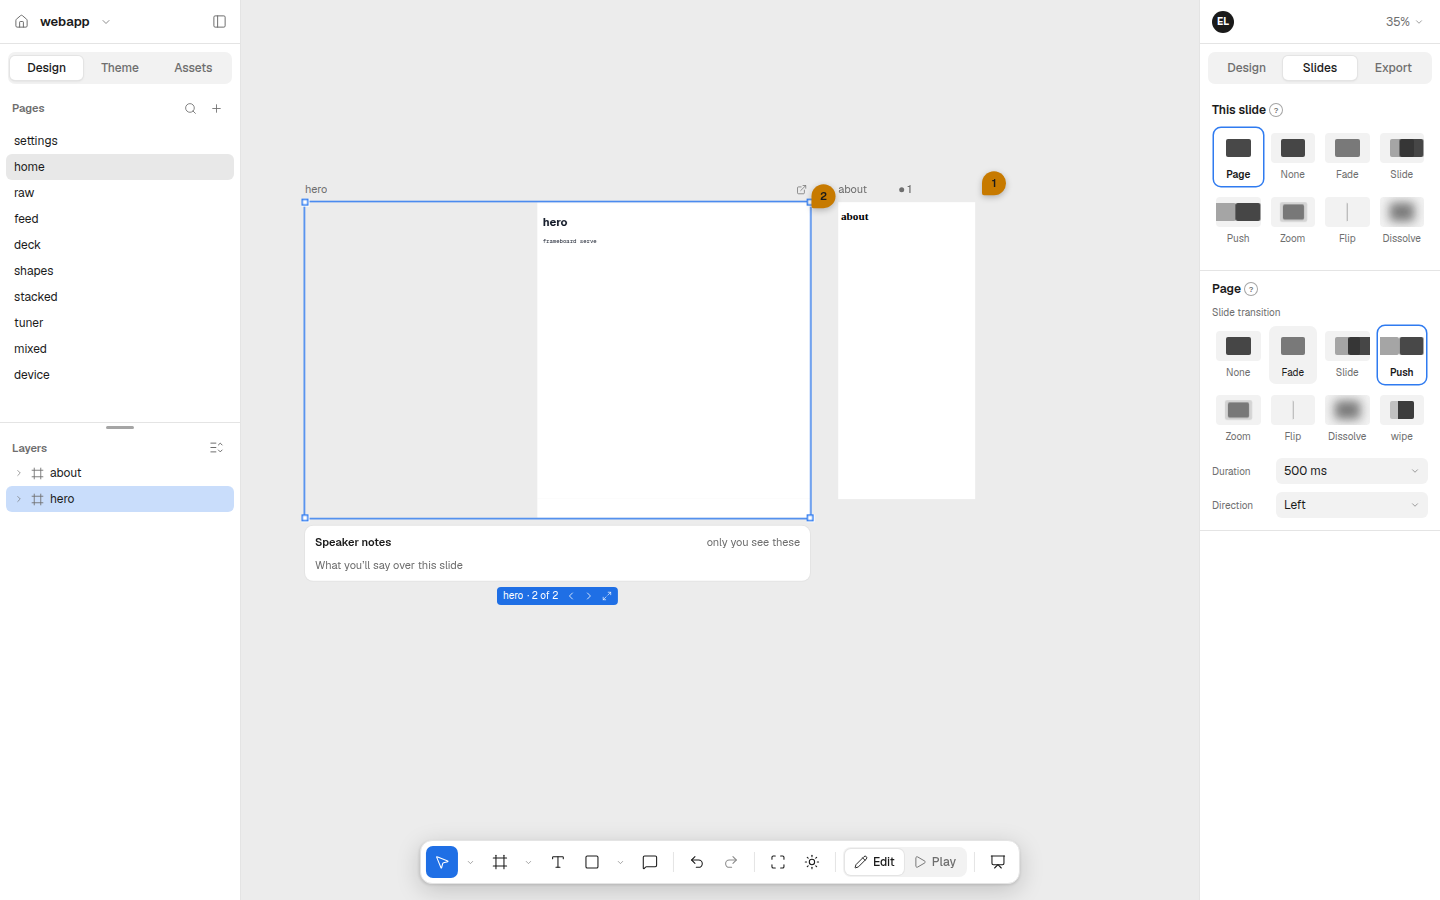 webapp
Design
Theme
Assets
Pages
settings
home
raw
feed
deck
shapes
stacked
tuner
mixed
device
Layers
about
hero
hero
2
about
1
1
hero
frameboard serve
about
Speaker notes
only you see these
What you'll say over this slide
hero · 2 of 2
Edit
Play
EL
35%
Design
Slides
Export
This slide ?
Page
None
Fade
Slide
Push
Zoom
Flip
Dissolve
Page ?
Slide transition
None
Fade
Slide
Push
Zoom
Flip
Dissolve
wipe
Duration
500 ms
Direction
Left